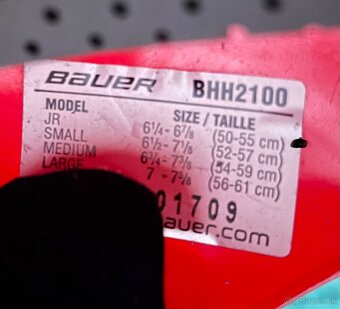 BAUER BHH2100
MODEL SIZE / TAILLE
JR 6¼ - 6⅞ (50-55 cm)
SMALL 6½ - 7⅛ (52-57 cm)
MEDIUM 6¾ - 7⅜ (54-59 cm)
LARGE 7 - 7⅝ (56-61 cm)
01709
bauer.com